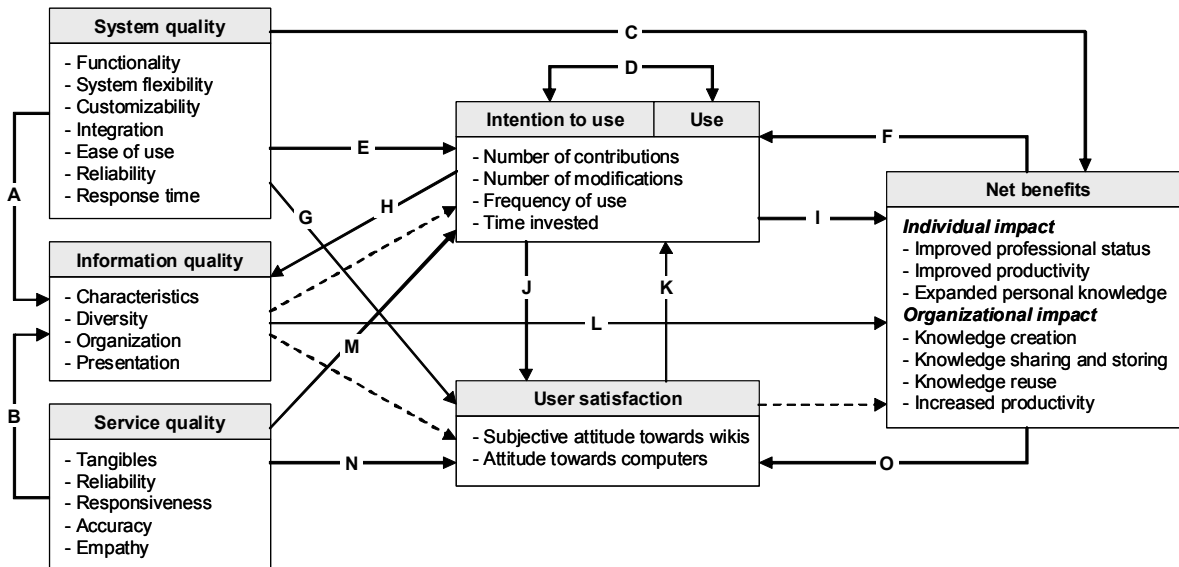 System quality
- Functionality
- System flexibility
- Customizability
- Integration
- Ease of use
- Reliability
- Response time
Information quality
- Characteristics
- Diversity
- Organization
- Presentation
Service quality
- Tangibles
- Reliability
- Responsiveness
- Accuracy
- Empathy
A
B
C
D
E
F
G
H
I
J
K
L
M
N
O
Intention to use
Use
- Number of contributions
- Number of modifications
- Frequency of use
- Time invested
User satisfaction
- Subjective attitude towards wikis
- Attitude towards computers
Net benefits
Individual impact
- Improved professional status
- Improved productivity
- Expanded personal knowledge
Organizational impact
- Knowledge creation
- Knowledge sharing and storing
- Knowledge reuse
- Increased productivity